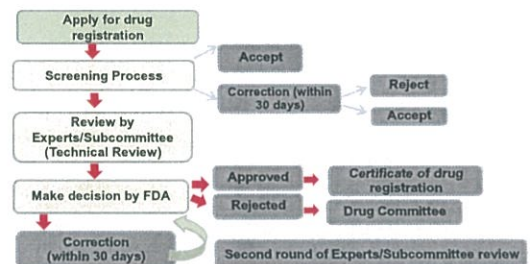 Apply for drug
registration
Screening Process
Accept
Correction (within
30 days)
Reject
Accept
Review by
Experts/Subcommittee
(Technical Review)
Make decision by FDA
Approved
Certificate of drug
registration
Rejected
Drug Committee
Correction
(within 30 days)
Second round of Experts/Subcommittee review